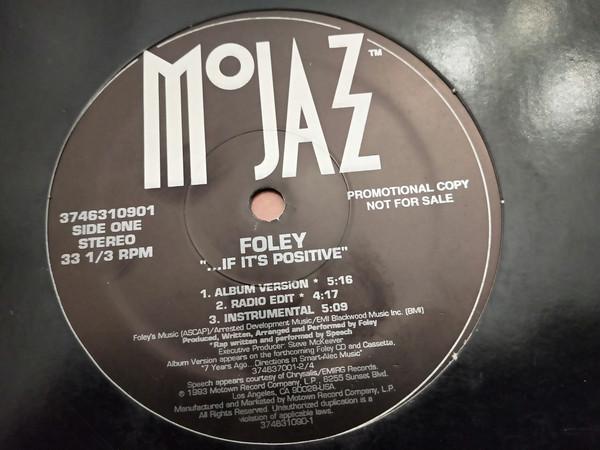 MoJAZZ™
PROMOTIONAL COPY
NOT FOR SALE
3746310901
SIDE ONE
STEREO
33 1/3 RPM
FOLEY
"...IF IT'S POSITIVE"
1. ALBUM VERSION * 5:16
2. RADIO EDIT * 4:17
3. INSTRUMENTAL 5:09
Foley's Music (ASCAP)/Arrested Development Music/EMI Blackwood Music Inc. (BMI)
Produced, Written, Arranged and Performed by Foley
*Rap written and performed by Speech
Executive Producer: Steve McKeever
Album Version appears on the forthcoming Foley CD and Cassette,
"7 Years Ago...Directions in Smart-Alec Music"
374637001-2/4
Speech appears courtesy of Chrysalis/EMIRG Records.
© 1993 Motown Record Company, L.P., 6255 Sunset Blvd.
Los Angeles, CA 90028-USA.
Manufactured and Marketed by Motown Record Company, L.P.
All Rights Reserved. Unauthorized duplication is a
violation of applicable laws.
374631090-1